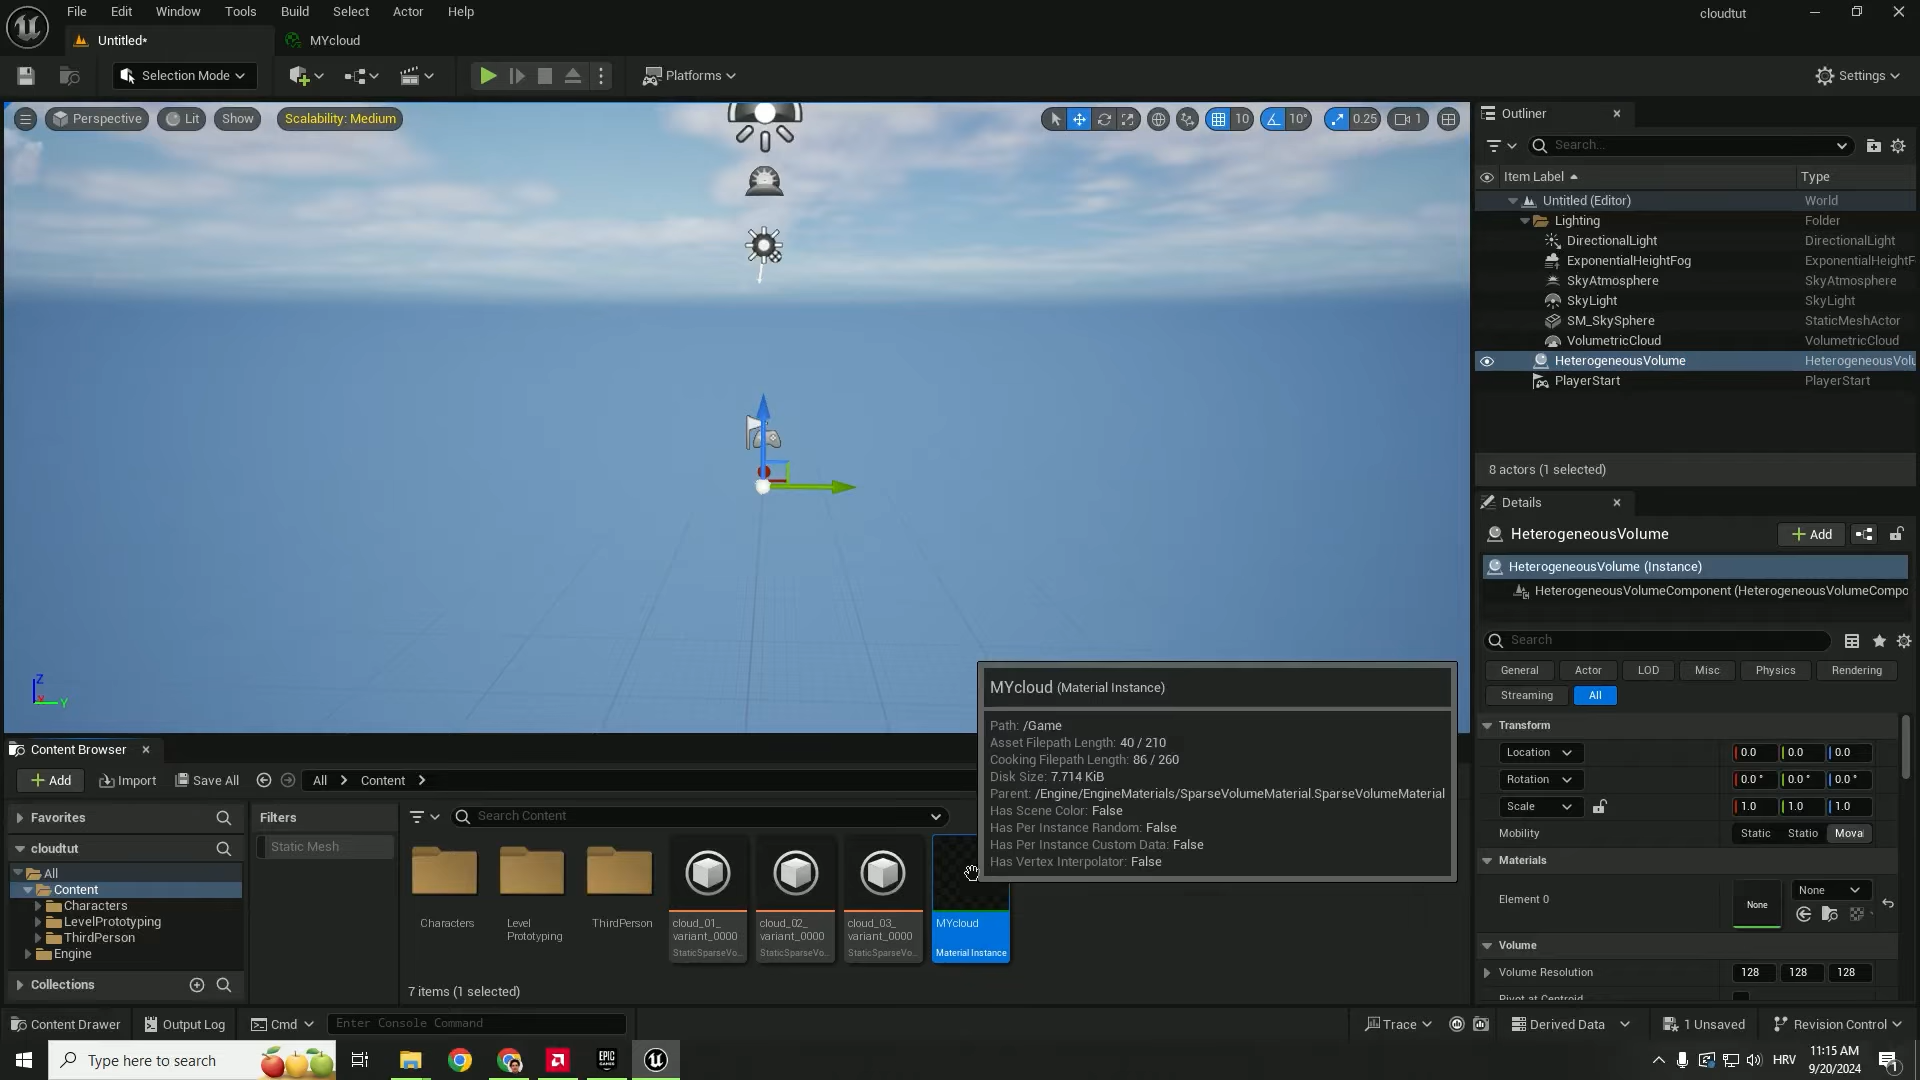 File Edit Window Tools Build Select Actor Help
cloudtut
Untitled*
MYcloud
Selection Mode
Platforms
Settings
Perspective
Lit
Show
Scalability: Medium
10
10°
0.25
1
Outliner
Search...
Item Label
Type
Untitled (Editor)
World
Lighting
Folder
DirectionalLight
DirectionalLight
ExponentialHeightFog
ExponentialHeightF
SkyAtmosphere
SkyAtmosphere
SkyLight
SkyLight
SM_SkySphere
StaticMeshActor
VolumetricCloud
VolumetricCloud
HeterogeneousVolume
HeterogeneousVolu
PlayerStart
PlayerStart
8 actors (1 selected)
Details
HeterogeneousVolume
Add
HeterogeneousVolume (Instance)
HeterogeneousVolumeComponent (HeterogeneousVolumeCompo
Search
General Actor LOD Misc Physics Rendering
Streaming All
Transform
Location
0.0 0.0 0.0
Rotation
0.0 ° 0.0 ° 0.0 °
Scale
1.0 1.0 1.0
Mobility
Static Statio Moval
Materials
Element 0
None
None
Volume
Volume Resolution
128 128 128
Pivot at Centroid
Z
Y
MYcloud (Material Instance)
Path: /Game
Asset Filepath Length: 40 / 210
Cooking Filepath Length: 86 / 260
Disk Size: 7.714 KiB
Parent: /Engine/EngineMaterials/SparseVolumeMaterial.SparseVolumeMaterial
Has Scene Color: False
Has Per Instance Random: False
Has Per Instance Custom Data: False
Has Vertex Interpolator: False
Content Browser
Add
Import
Save All
All
Content
Favorites
cloudtut
All
Content
Characters
LevelPrototyping
ThirdPerson
Engine
Collections
Filters
Static Mesh
Search Content
Characters
Level
Prototyping
ThirdPerson
cloud_01_
variant_0000
StaticSparseVo...
cloud_02_
variant_0000
StaticSparseVo...
cloud_03_
variant_0000
StaticSparseVo...
MYcloud
Material Instance
7 items (1 selected)
Content Drawer
Output Log
Cmd
Enter Console Command
Trace
Derived Data
1 Unsaved
Revision Control
Type here to search
EPIC
GAMES
HRV
11:15 AM
9/20/2024
1